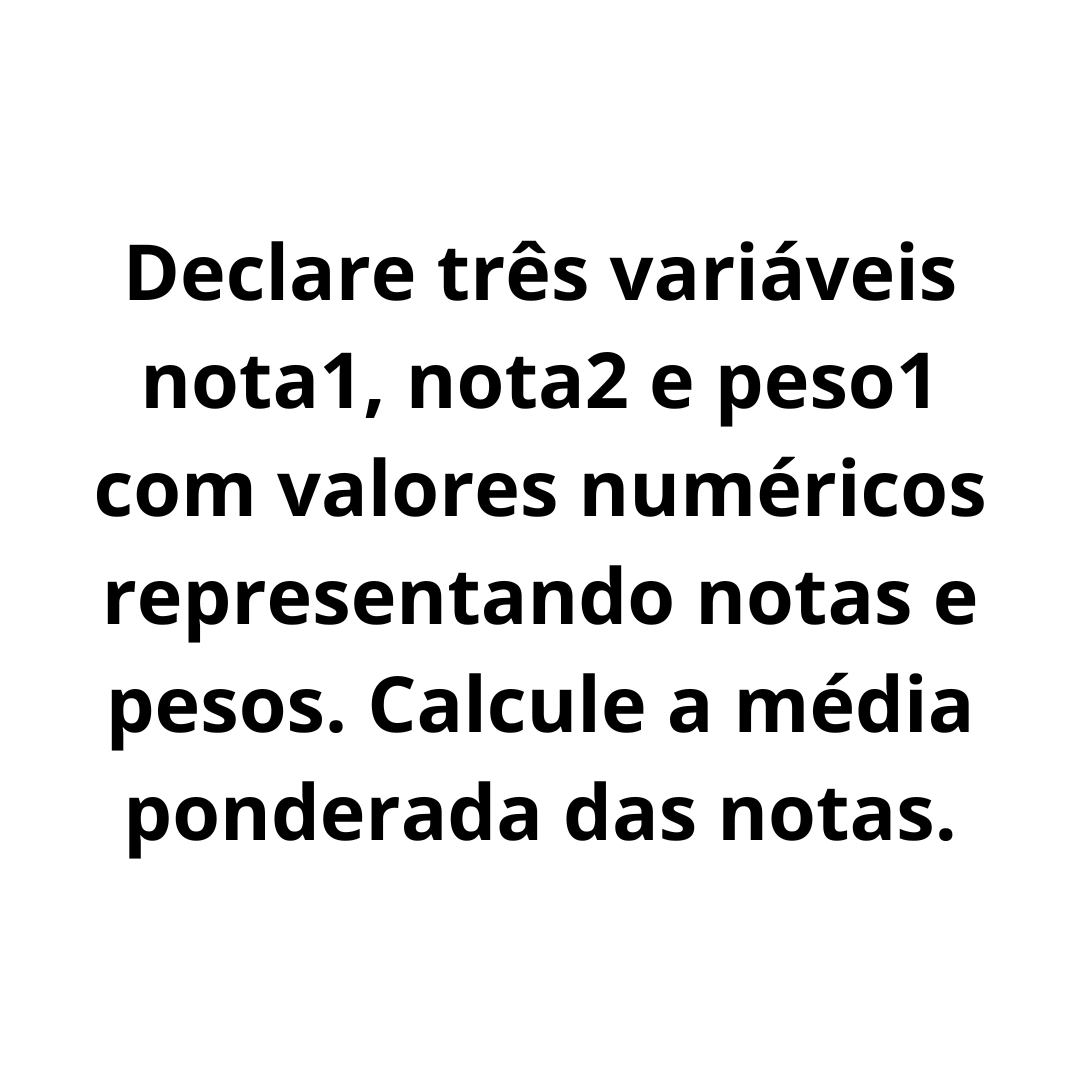 Declare três variáveis
nota1, nota2 e peso1
com valores numéricos
representando notas e
pesos. Calcule a média
ponderada das notas.